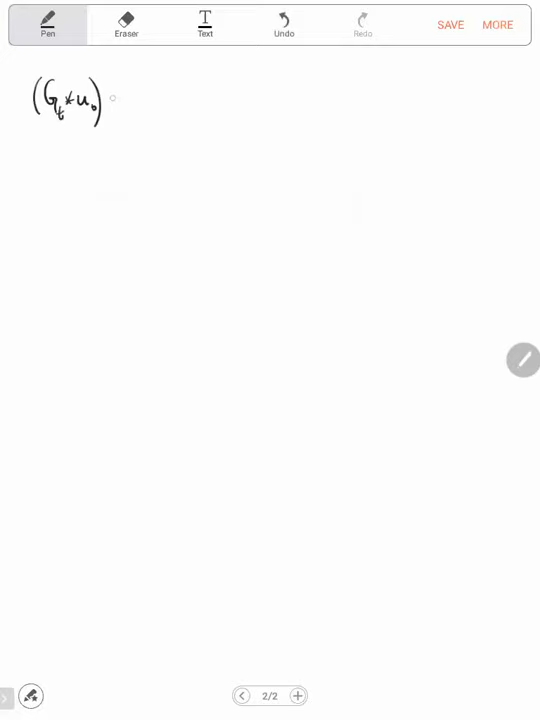 Pen Eraser Text Undo Redo SAVE MORE
T
(G_t * u_0)
2/2